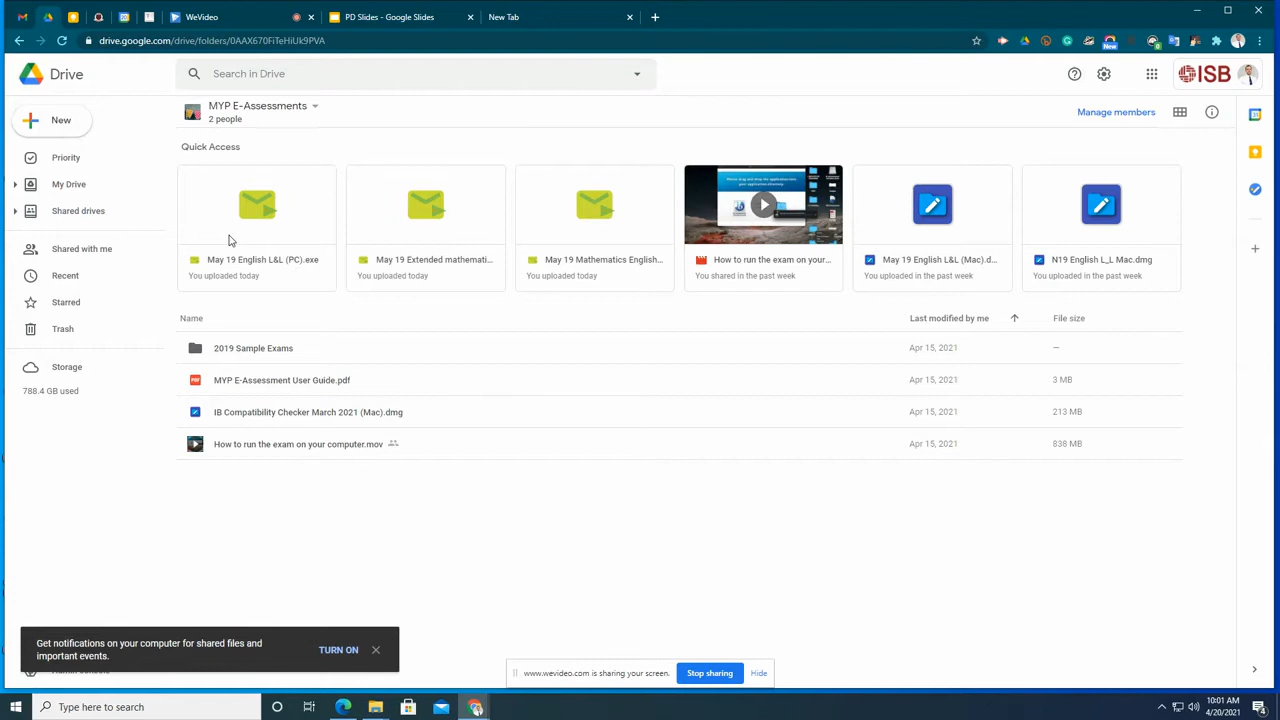 WeVideo
PD Slides - Google Slides
New Tab
drive.google.com/drive/folders/0AAX670FiTeHiUk9PVA
New
Drive
Search in Drive
ISB
New
MYP E-Assessments
2 people
Manage members
Priority
My Drive
Shared drives
Shared with me
Recent
Starred
Trash
Storage
788.4 GB used
Quick Access
May 19 English L&L (PC).exe
You uploaded today
May 19 Extended mathemati...
You uploaded today
May 19 Mathematics English...
You uploaded today
How to run the exam on your...
You shared in the past week
May 19 English L&L (Mac).d...
You uploaded in the past week
N19 English L_L Mac.dmg
You uploaded in the past week
Name Last modified by me File size
2019 Sample Exams Apr 15, 2021 —
MYP E-Assessment User Guide.pdf Apr 15, 2021 3 MB
IB Compatibility Checker March 2021 (Mac).dmg Apr 15, 2021 213 MB
How to run the exam on your computer.mov Apr 15, 2021 838 MB
Get notifications on your computer for shared files and
important events.
TURN ON
www.wevideo.com is sharing your screen.
Stop sharing
Hide
Type here to search
10:01 AM
4/20/2021